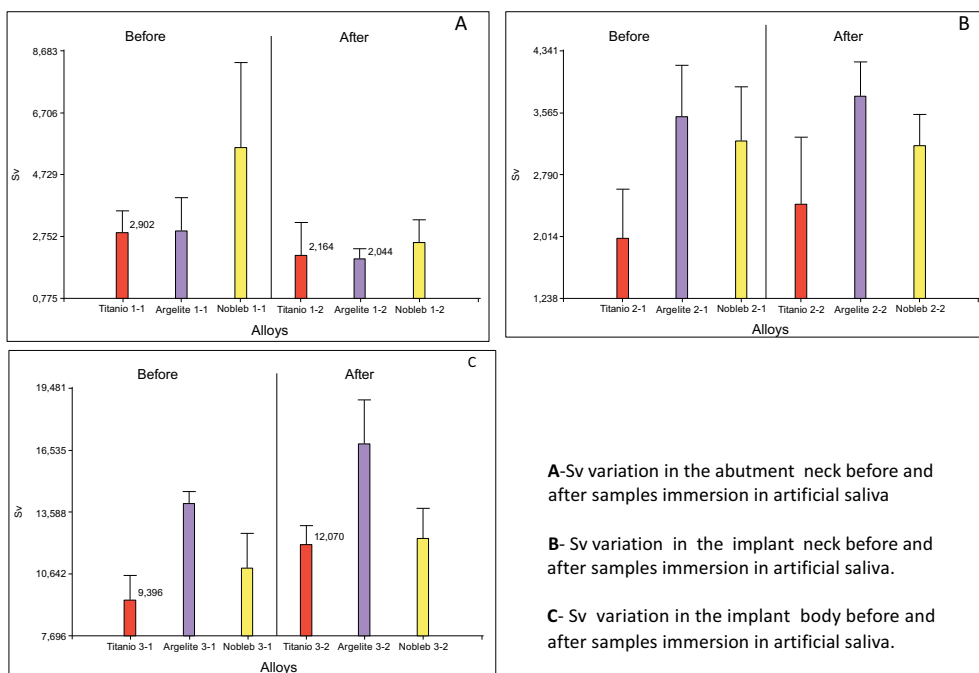 A
Before After
8,683
6,706
4,729
2,752
0,775
Sv
2,902
2,164
2,044
Titanio 1-1 Argelite 1-1 Nobleb 1-1 Titanio 1-2 Argelite 1-2 Nobleb 1-2
Alloys
B
Before After
4,341
3,565
2,790
2,014
1,238
Sv
Titanio 2-1 Argelite 2-1 Nobleb 2-1 Titanio 2-2 Argelite 2-2 Nobleb 2-2
Alloys
C
Before After
19,481
16,535
13,588
10,642
7,696
Sv
9,396
12,070
Titanio 3-1 Argelite 3-1 Nobleb 3-1 Titanio 3-2 Argelite 3-2 Nobleb 3-2
Alloys
A-Sv variation in the abutment neck before and
after samples immersion in artificial saliva
B- Sv variation in the implant neck before and
after samples immersion in artificial saliva.
C- Sv variation in the implant body before and
after samples immersion in artificial saliva.